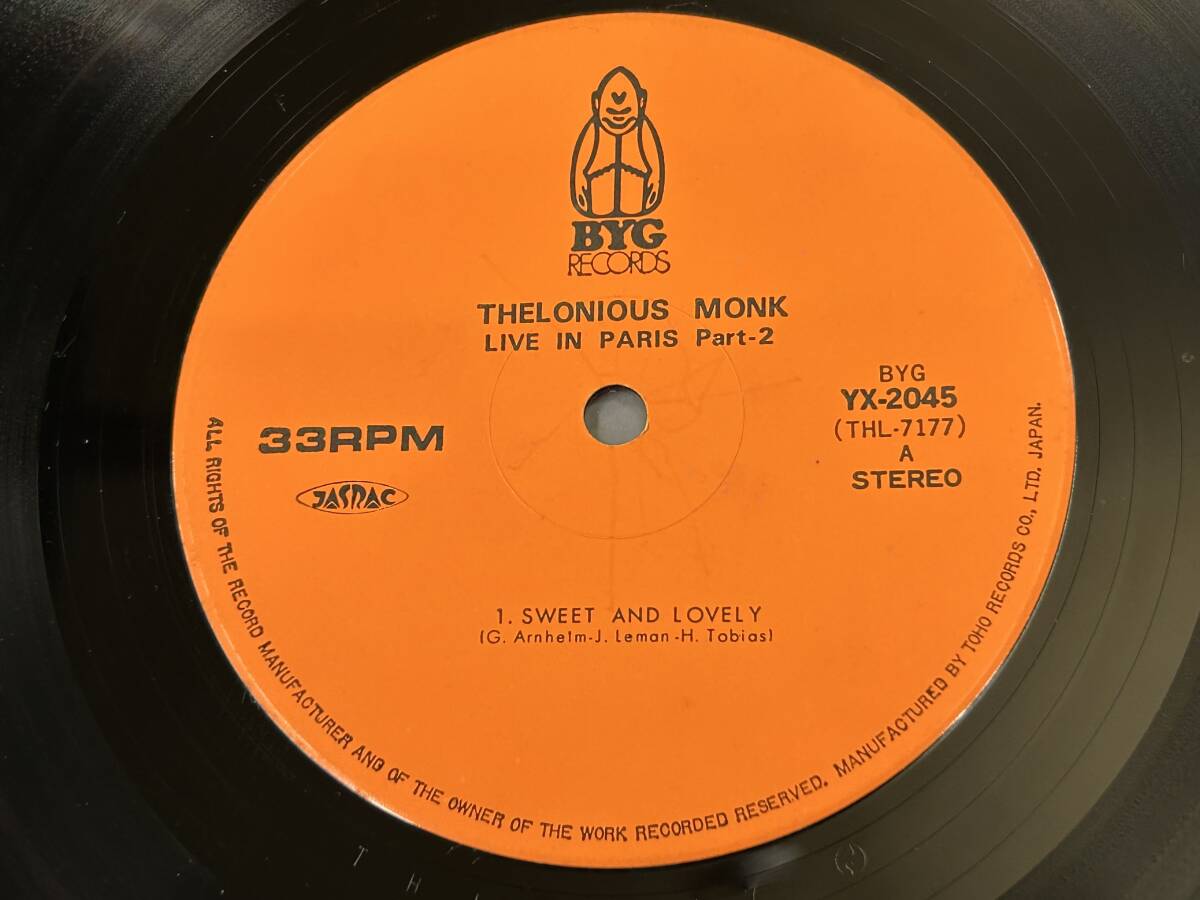 BYG
RECORDS
THELONIOUS MONK
LIVE IN PARIS Part-2
BYG
YX-2045
(THL-7177)
A
STEREO
33RPM
JASRAC
1. SWEET AND LOVELY
(G. Arnheim-J. Leman-H. Tobias)
ALL RIGHTS OF THE RECORD MANUFACTURER AND OF THE OWNER OF THE WORK RECORDED RESERVED. MANUFACTURED BY TOHO RECORDS CO., LTD. JAPAN.
T H